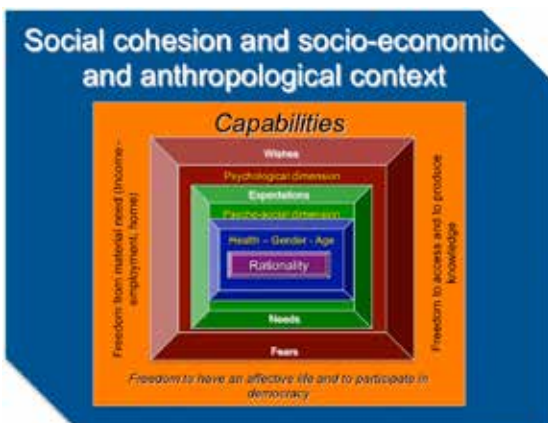 Social cohesion and socio-economic
and anthropological context
Capabilities
Wishes
Psychological dimension
Expectations
Psycho-social dimension
Health – Gender - Age
Rationality
Needs
Fears
Freedom from material need (Income -
employment, home)
Freedom to access and to produce
knowledge
Freedom to have an affective life and to participate in
democracy